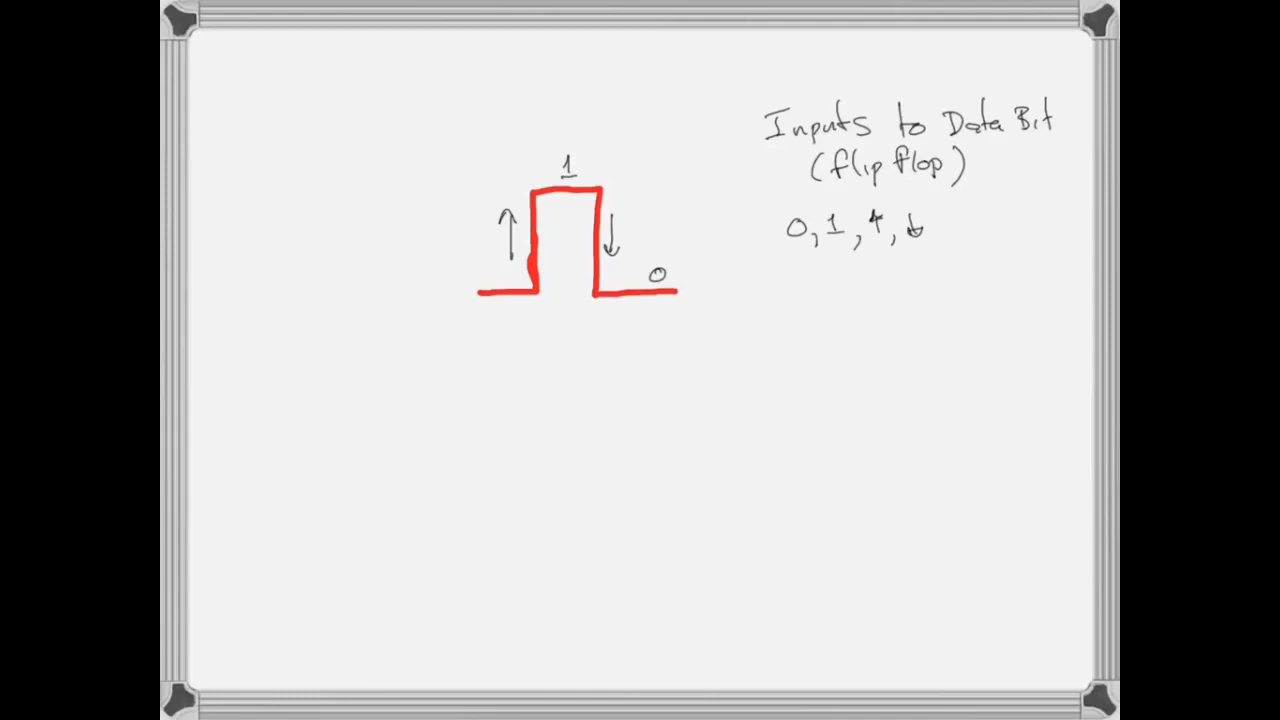 Inputs to Data Bit
(flip flop)
1
↑ ↓
0, 1, ↑, ↓
0